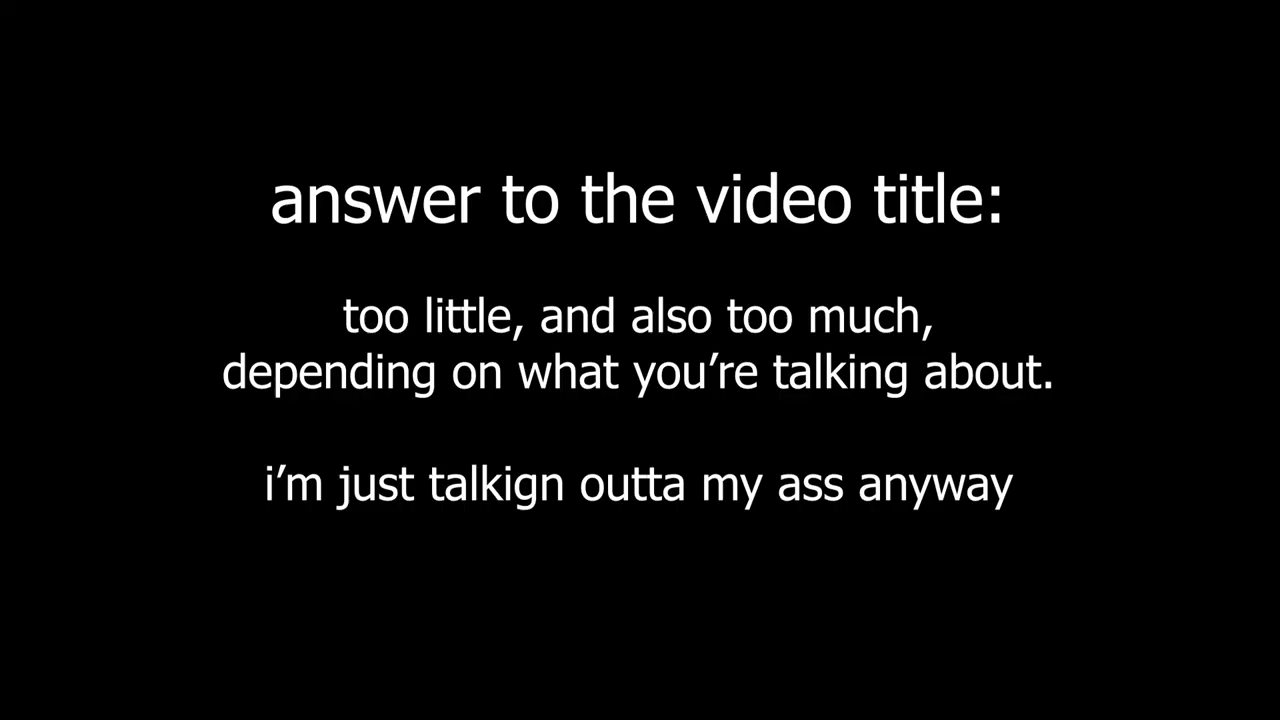 answer to the video title:
too little, and also too much,
depending on what you’re talking about.
i’m just talkign outta my ass anyway